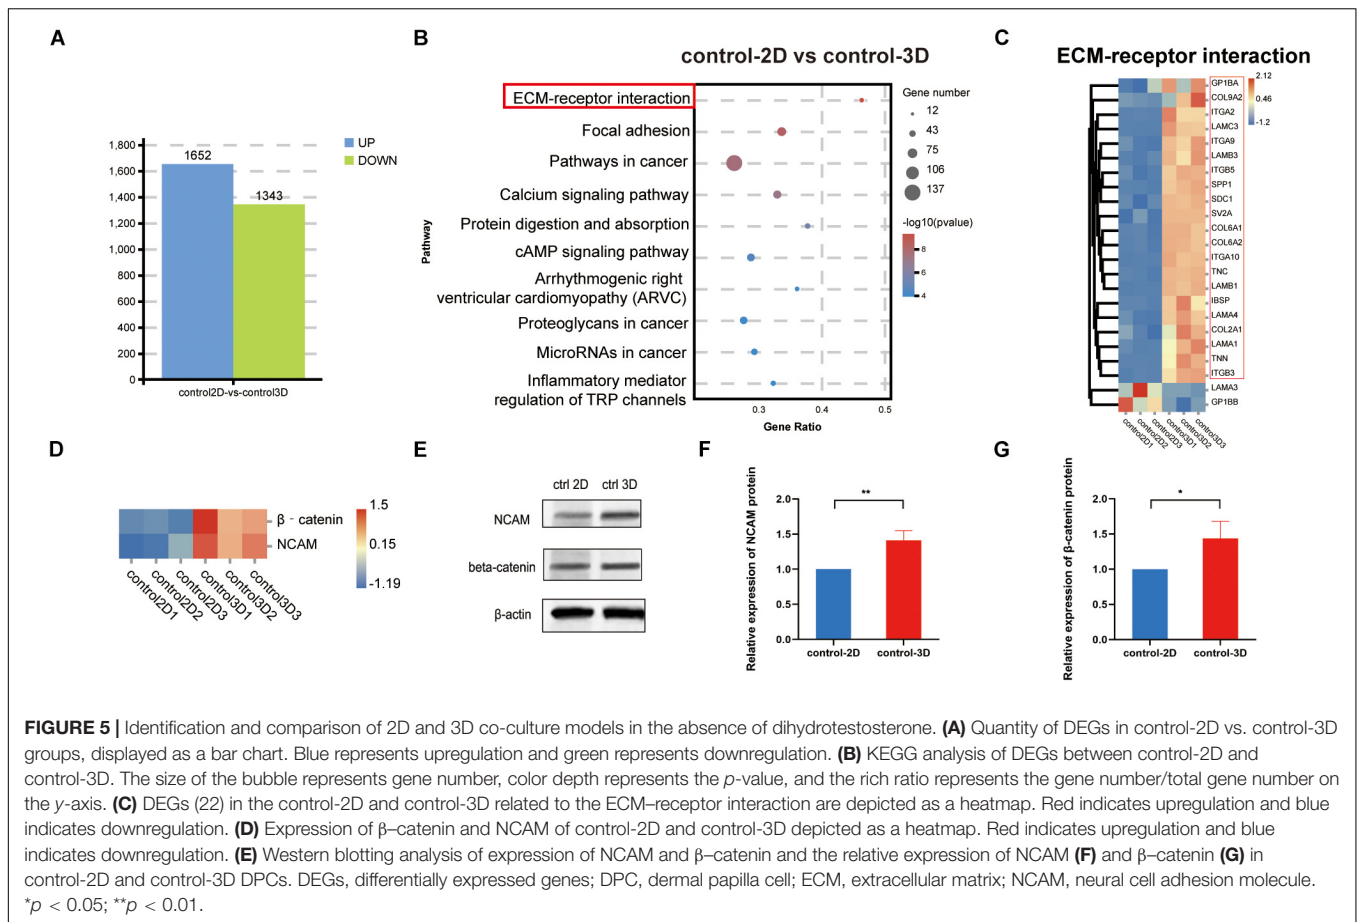 A
UP
DOWN
1,800
1,600
1,400
1,200
1,000
800
600
400
200
0
1652
1343
control2D-vs-control3D
B
control-2D vs control-3D
Pathway
ECM-receptor interaction
Focal adhesion
Pathways in cancer
Calcium signaling pathway
Protein digestion and absorption
cAMP signaling pathway
Arrhythmogenic right
ventricular cardiomyopathy (ARVC)
Proteoglycans in cancer
MicroRNAs in cancer
Inflammatory mediator
regulation of TRP channels
0.3
0.4
0.5
Gene Ratio
Gene number
12
43
75
106
137
-log10(pvalue)
8
6
4
C
ECM-receptor interaction
GP1BA
COL9A2
ITGA2
LAMC3
ITGA9
LAMB3
ITGB5
SPP1
SDC1
SV2A
COL6A1
COL6A2
ITGA10
TNC
LAMB1
IBSP
LAMA4
COL2A1
LAMA1
TNN
ITGB3
LAMA3
GP1BB
2.12
0.46
-1.2
control2D1
control2D2
control2D3
control3D1
control3D2
control3D3
D
β - catenin
NCAM
1.5
0.15
-1.19
control2D1
control2D2
control2D3
control3D1
control3D2
control3D3
E
ctrl 2D
ctrl 3D
NCAM
beta-catenin
β-actin
F
Relative expression of NCAM protein
2.0
1.5
1.0
0.5
0.0
**
control-2D
control-3D
G
Relative expression of β-catenin protein
2.0
1.5
1.0
0.5
0.0
*
control-2D
control-3D
FIGURE 5 | Identification and comparison of 2D and 3D co-culture models in the absence of dihydrotestosterone. (A) Quantity of DEGs in control-2D vs. control-3D
groups, displayed as a bar chart. Blue represents upregulation and green represents downregulation. (B) KEGG analysis of DEGs between control-2D and
control-3D. The size of the bubble represents gene number, color depth represents the p-value, and the rich ratio represents the gene number/total gene number on
the y-axis. (C) DEGs (22) in the control-2D and control-3D related to the ECM–receptor interaction are depicted as a heatmap. Red indicates upregulation and blue
indicates downregulation. (D) Expression of β–catenin and NCAM of control-2D and control-3D depicted as a heatmap. Red indicates upregulation and blue
indicates downregulation. (E) Western blotting analysis of expression of NCAM and β–catenin and the relative expression of NCAM (F) and β–catenin (G) in
control-2D and control-3D DPCs. DEGs, differentially expressed genes; DPC, dermal papilla cell; ECM, extracellular matrix; NCAM, neural cell adhesion molecule.
*p < 0.05; **p < 0.01.